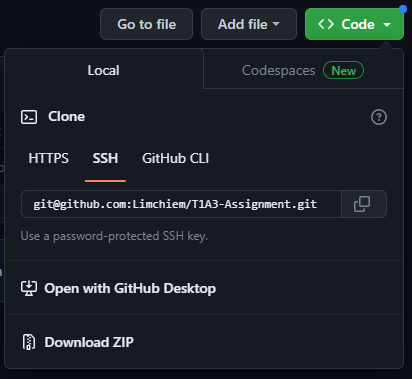 Go to file Add file Code
Local Codespaces New
Clone
HTTPS SSH GitHub CLI
git@github.com:Limchiem/T1A3-Assignment.git
Use a password-protected SSH key.
Open with GitHub Desktop
Download ZIP